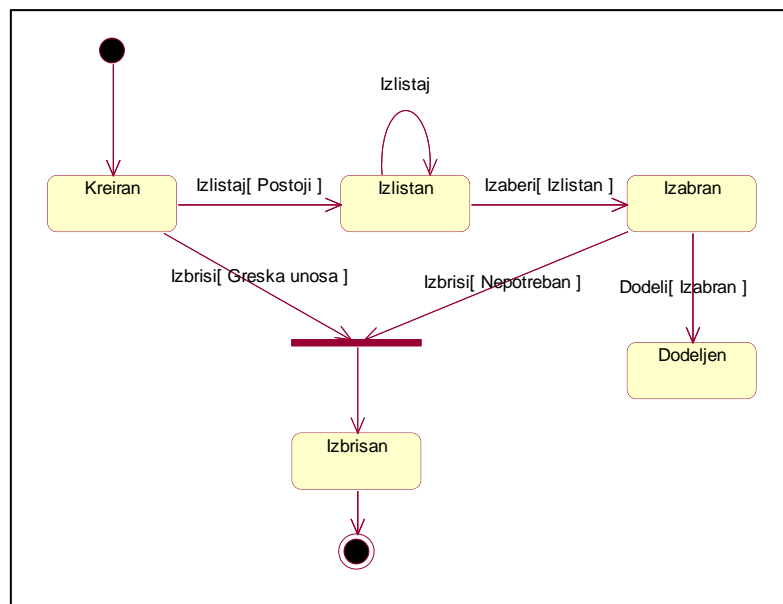 Izlistaj
Kreiran
Izlistaj[ Postoji ]
Izlistan
Izaberi[ Izlistan ]
Izabran
Izbrisi[ Greska unosa ]
Izbrisi[ Nepotreban ]
Dodeli[ Izabran ]
Dodeljen
Izbrisan